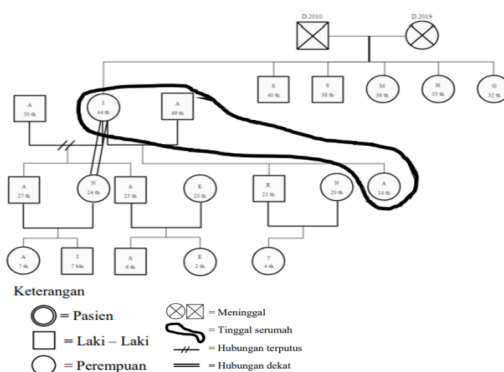 D.2010 D.2019
A
50 th
I
44 th
A
49 th
S
40 th
S
38 th
M
36 th
H
35 th
G
32 th
A
27 th
N
24 th
A
25 th
E
23 th
R
21 th
N
20 th
A
14 th
A
7 th
I
7 bln
A
6 th
E
2 th
?
4 th
Keterangan
= Pasien
= Laki – Laki
= Perempuan
= Meninggal
= Tinggal serumah
= Hubungan terputus
= Hubungan dekat